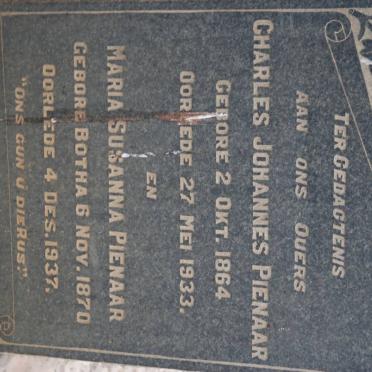 TER GEDAGTENIS
AAN ONS OUERS
CHARLES JOHANNES PIENAAR
GEBORE 2 OKT. 1864
OORLEDE 27 MEI 1933.
EN
MARIA SUSANNA PIENAAR
GEBORE BOTHA 6 NOV. 1870
OORLEDE 4 DES. 1937.
"ONS GUN U DIE RUS".